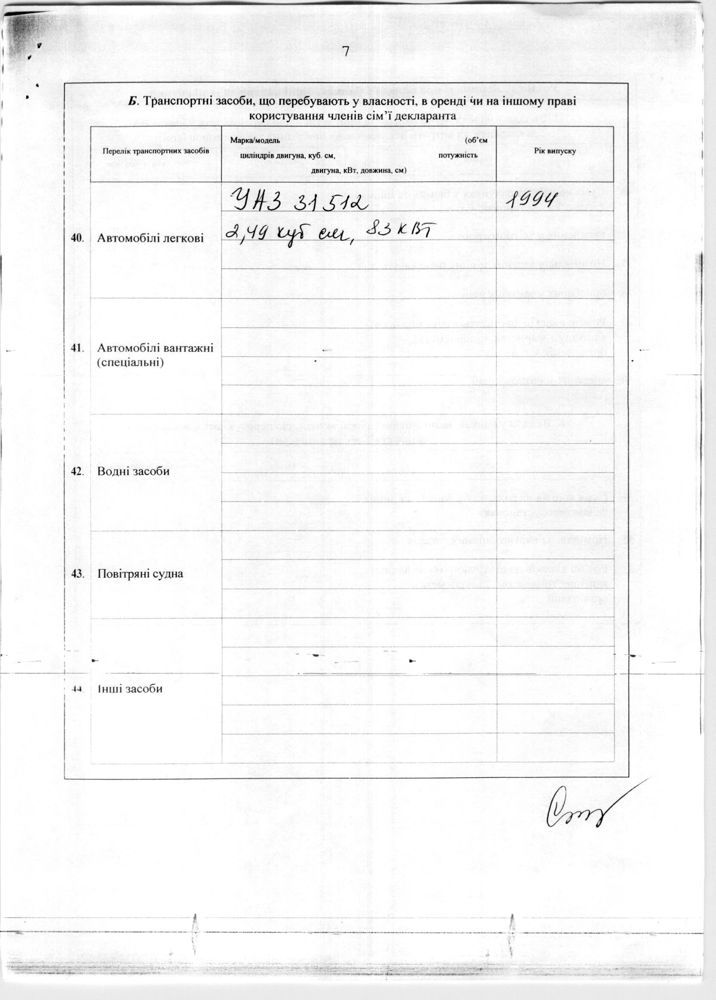 7
Б. Транспортні засоби, що перебувають у власності, в оренді чи на іншому праві
користування членів сім’ї декларанта
Перелік транспортних засобів
Марка/модель (об’єм
циліндрів двигуна, куб. см, потужність
двигуна, кВт, довжина, см)
Рік випуску
УАЗ 31512 1994
40. Автомобілі легкові 2,49 куб см, 83 кВт
41. Автомобілі вантажні
(спеціальні)
42. Водні засоби
43. Повітряні судна
44. Інші засоби